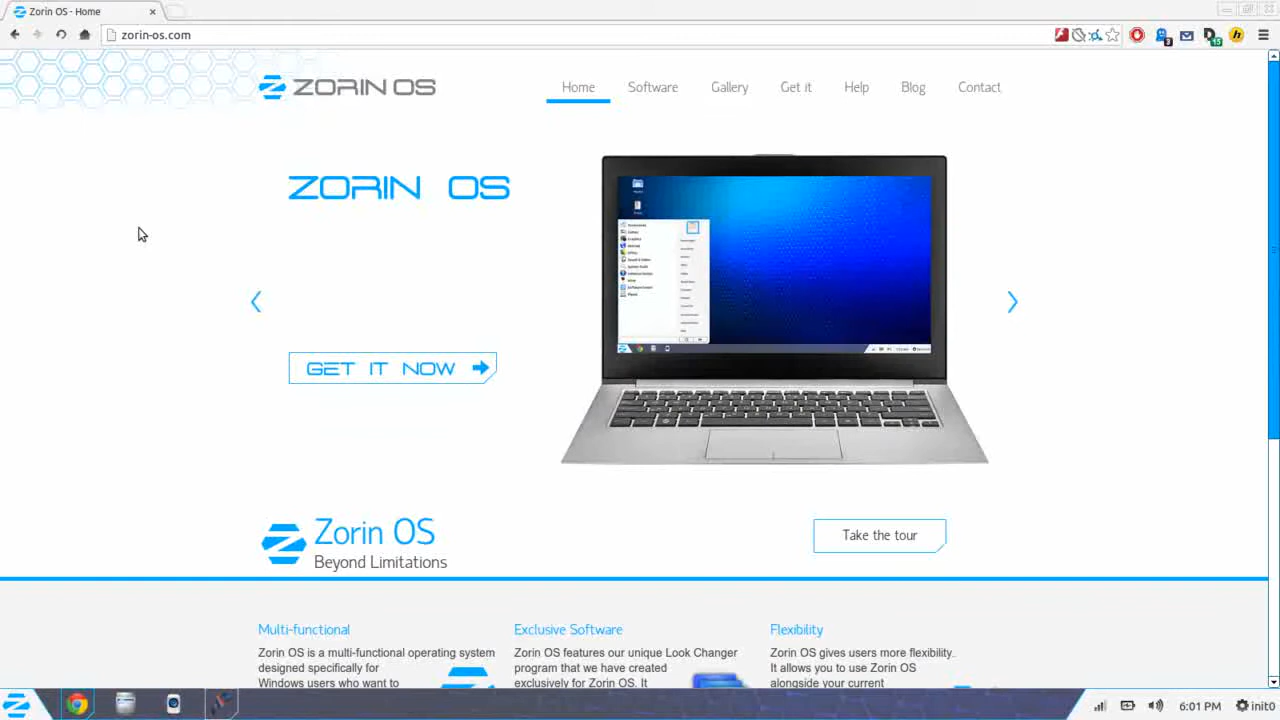 Zorin OS - Home
zorin-os.com
3
15
ZORIN OS
Home
Software
Gallery
Get it
Help
Blog
Contact
ZORIN OS
GET IT NOW
Zorin OS
Beyond Limitations
Take the tour
Multi-functional
Zorin OS is a multi-functional operating system
designed specifically for
Windows users who want to
Exclusive Software
Zorin OS features our unique Look Changer
program that we have created
exclusively for Zorin OS. It
Flexibility
Zorin OS gives users more flexibility.
It allows you to use Zorin OS
alongside your current
6:01 PM
init0